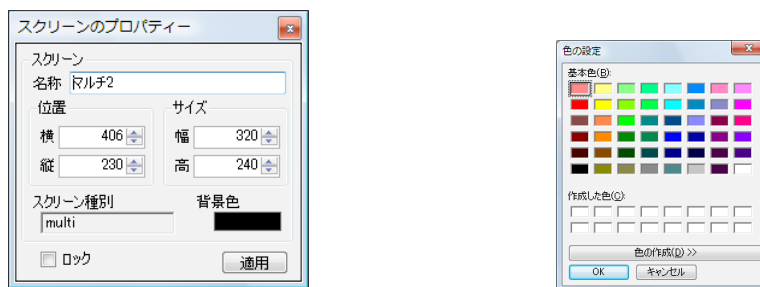 スクリーンのプロパティー
スクリーン
名称 マルチ2
位置 サイズ
横 406 幅 320
縦 230 高 240
スクリーン種別 背景色
multi
ロック 適用
色の設定
基本色(B):
作成した色(C):
色の作成(D) >>
OK キャンセル